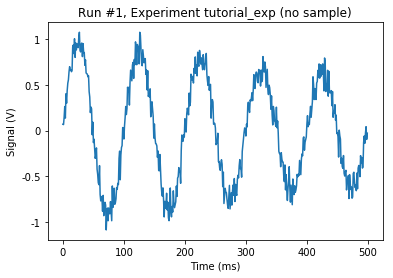 Run #1, Experiment tutorial_exp (no sample)
1
0.5
0
-0.5
-1
Signal (V)
0 100 200 300 400 500
Time (ms)